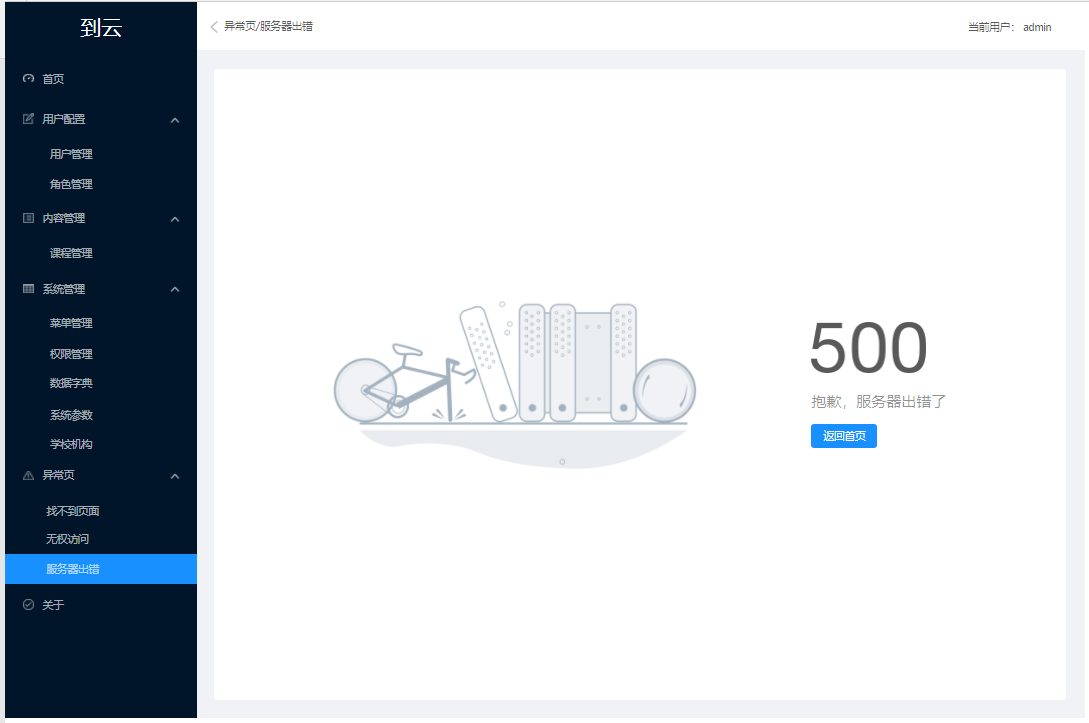 到云
首页
用户配置
用户管理
角色管理
内容管理
课程管理
系统管理
菜单管理
权限管理
数据字典
系统参数
学校机构
异常页
找不到页面
无权访问
服务器出错
关于
异常页/服务器出错
当前用户： admin
500
抱歉，服务器出错了
返回首页